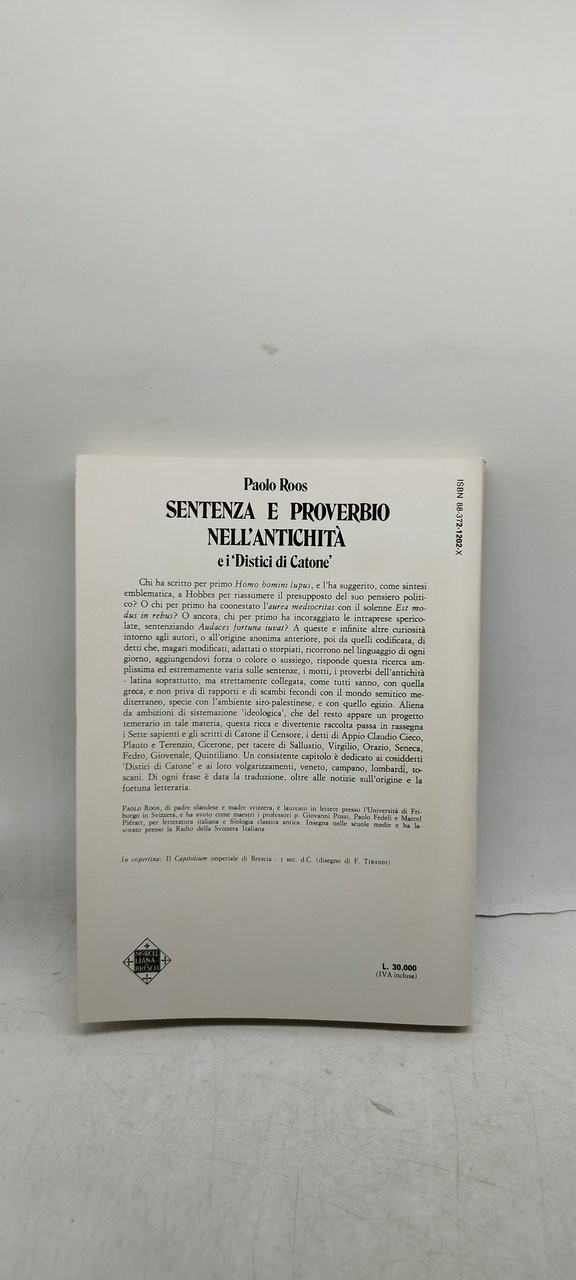 Paolo Roos
SENTENZA E PROVERBIO
NELL'ANTICHITÀ
e i 'Distici di Catone'
Chi ha scritto per primo Homo homini lupus, e l'ha suggerito, come sintesi
emblematica, a Hobbes per riassumere il presupposto del suo pensiero politi-
co? O chi per primo ha coonestato l'aurea mediocritas con il solenne Est mo-
dus in rebus? O ancora, chi per primo ha incoraggiato le intraprese sperico-
late, sentenziando Audaces fortuna iuvat? A queste e infinite altre curiosità
intorno agli autori, o all'origine anonima anteriore, poi da quelli codificata, di
detti che, magari modificati, adattati o storpiati, ricorrono nel linguaggio di ogni
giorno, aggiungendovi forza o colore o sussiego, risponde questa ricerca am-
plissima ed estremamente varia sulle sentenze, i motti, i proverbi dell'antichità
- latina soprattutto, ma strettamente collegata, come tutti sanno, con quella
greca, e non priva di rapporti e di scambi fecondi con il mondo semitico me-
diterraneo, specie con l'ambiente siro-palestinese, e con quello egizio. Aliena
da ambizioni di sistemazione 'ideologica', che del resto appare un progetto
temerario in tale materia, questa ricca e divertente raccolta passa in rassegna
i Sette sapienti e gli scritti di Catone il Censore, i detti di Appio Claudio Cieco,
Plauto e Terenzio, Cicerone, per tacere di Sallustio, Virgilio, Orazio, Seneca,
Fedro, Giovenale, Quintiliano. Un consistente capitolo è dedicato ai cosiddetti
'Distici di Catone' e ai loro volgarizzamenti, veneto, campano, lombardi, to-
scani. Di ogni frase è data la traduzione, oltre alle notizie sull'origine e la
fortuna letteraria.
PAOLO ROOS, di padre olandese e madre svizzera, è laureato in lettere presso l'Università di Fri-
burgo in Svizzera, e ha avuto come maestri i professori p. Giovanni Pozzi, Paolo Fedeli e Marcel
Piérart, per letteratura italiana e filologia classica antica. Insegna nelle scuole medie e ha la-
vorato presso la Radio della Svizzera Italiana.
In copertina: Il Capitolium imperiale di Brescia - I sec. d.C. (disegno di F. TIRANDI)
MORCEL
LIANA
BRESCIA
L. 30.000
(IVA inclusa)
ISBN 88-372-1202-X